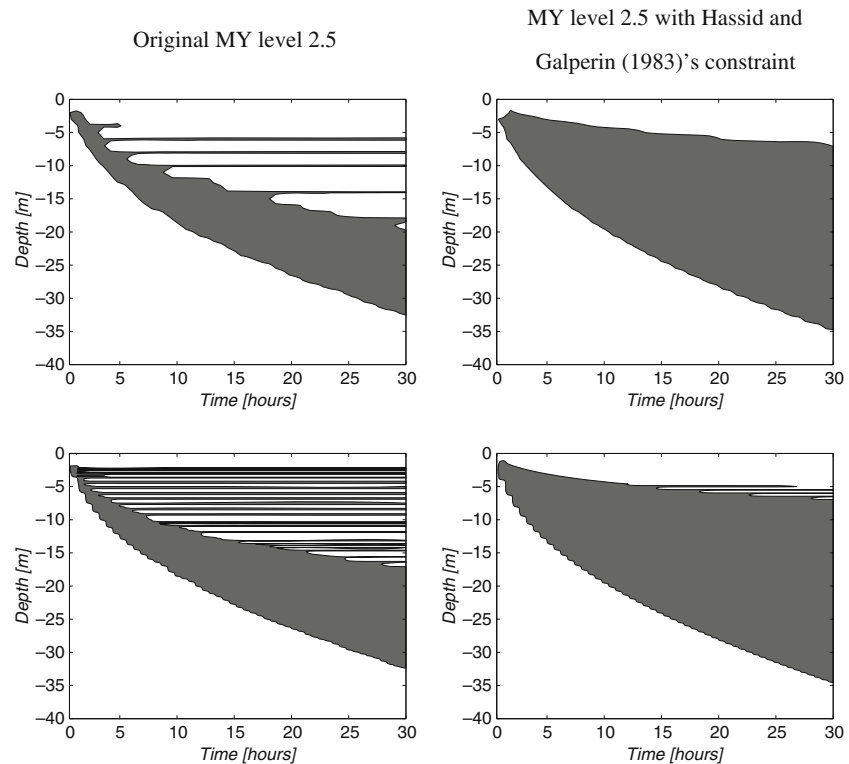 Original MY level 2.5
MY level 2.5 with Hassid and
Galperin (1983)'s constraint
0
–5
–10
–15
–20
–25
–30
–35
–40
Depth [m]
0 5 10 15 20 25 30
Time [hours]
0
–5
–10
–15
–20
–25
–30
–35
–40
Depth [m]
0 5 10 15 20 25 30
Time [hours]
0
–5
–10
–15
–20
–25
–30
–35
–40
Depth [m]
0 5 10 15 20 25 30
Time [hours]
0
–5
–10
–15
–20
–25
–30
–35
–40
Depth [m]
0 5 10 15 20 25 30
Time [hours]